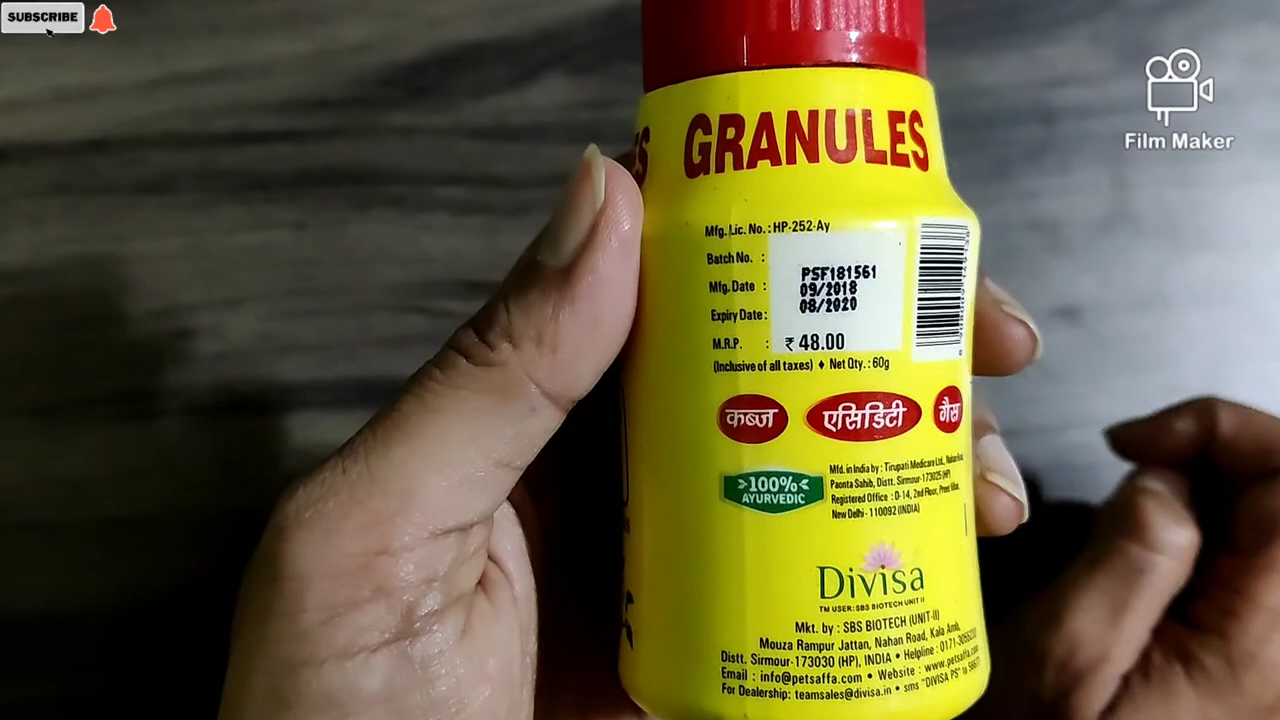 SUBSCRIBE
Film Maker
GRANULES
Mfg. Lic. No. : HP-252-Ay
Batch No. : PSF181561
Mfg. Date : 09/2018
Expiry Date : 08/2020
M.R.P. : ₹ 48.00
(Inclusive of all taxes) ♦ Net Qty. : 60g
कब्ज एसिडिटी गैस
>100%<
AYURVEDIC
Mfd. in India by : Tirupati Medicare Ltd., Nahan Road,
Paonta Sahib, Distt. Sirmour-173025 (HP)
Registered Office : D-14, 2nd Floor, Preet Vihar,
New Delhi - 110092 (INDIA)
Divisa
TM USER: SBS BIOTECH UNIT II
Mkt. by : SBS BIOTECH (UNIT-II)
Mouza Rampur Jattan, Nahan Road, Kala Amb,
Distt. Sirmour-173030 (HP), INDIA • Helpline : 0171-
Email : info@petsaffa.com • Website : www.petsaffa.com
For Dealership: teamsales@divisa.in • sms "DIVISA PS" to